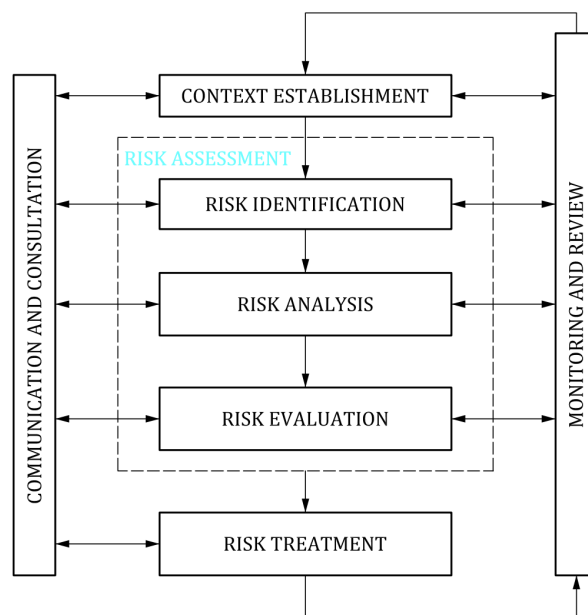 CONTEXT ESTABLISHMENT
RISK ASSESSMENT
RISK IDENTIFICATION
RISK ANALYSIS
RISK EVALUATION
RISK TREATMENT
COMMUNICATION AND CONSULTATION
MONITORING AND REVIEW